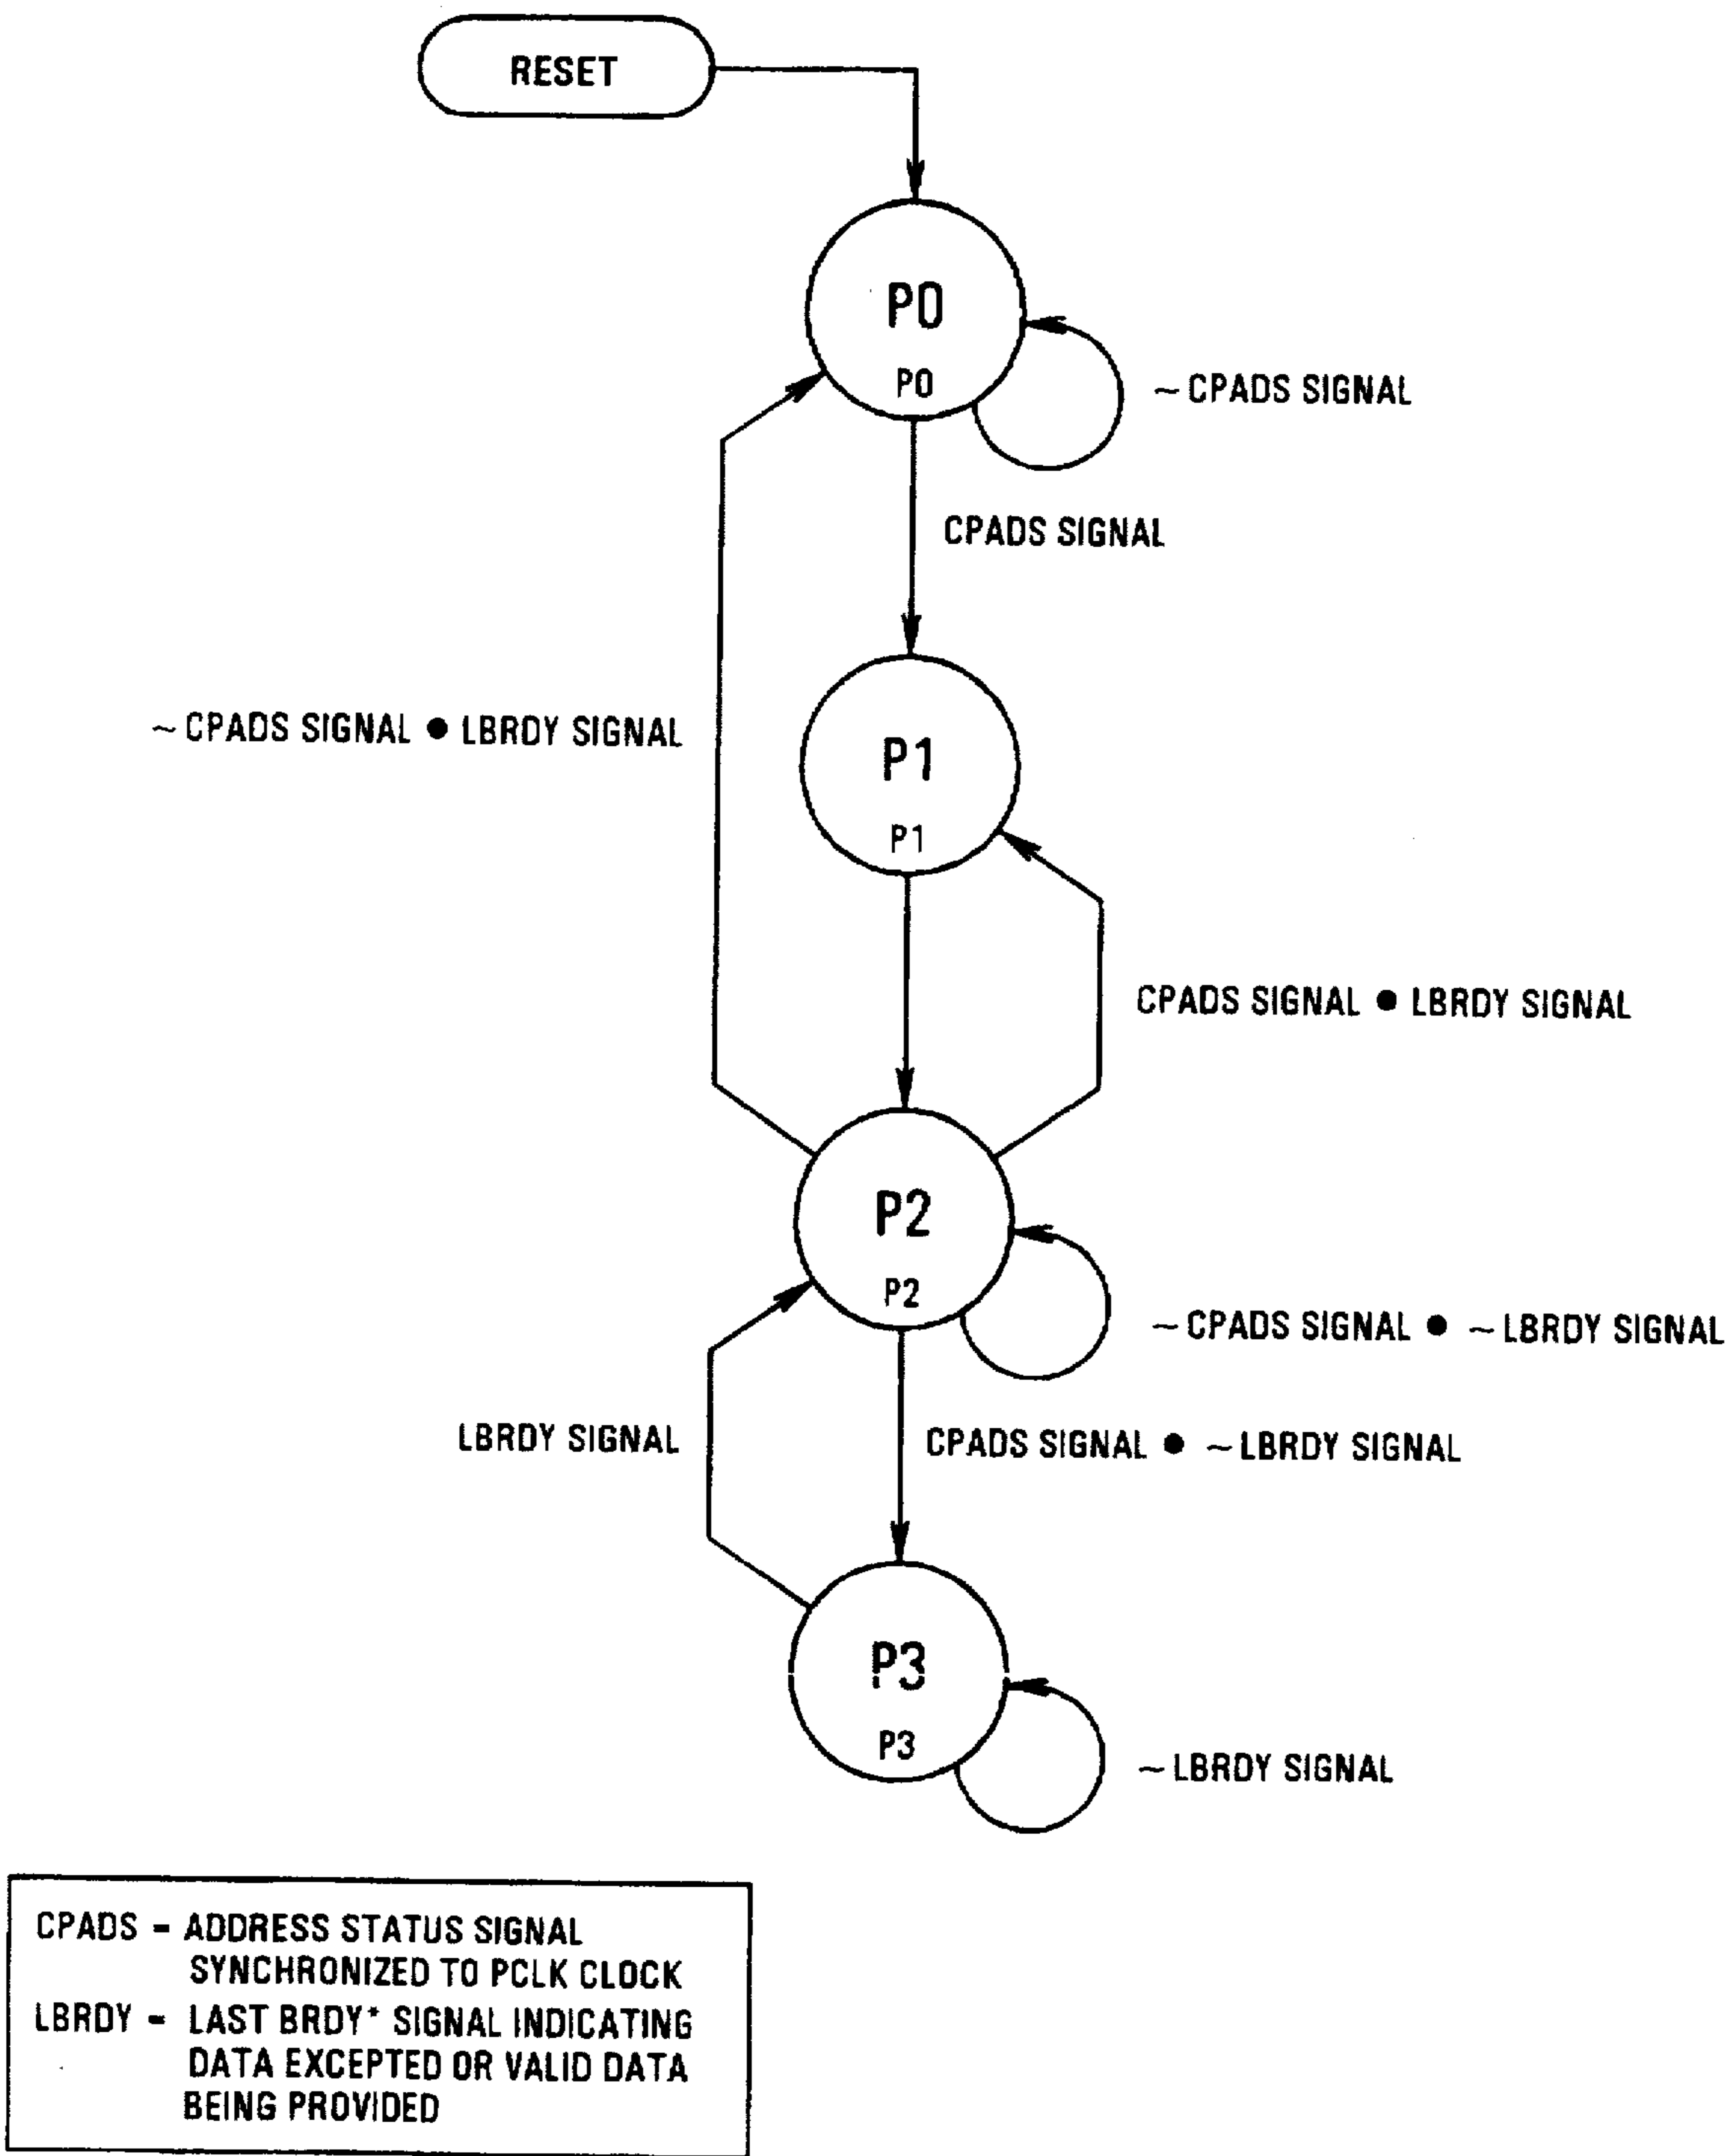 RESET
P0
P0
~ CPADS SIGNAL
CPADS SIGNAL
~ CPADS SIGNAL ● LBRDY SIGNAL
P1
P1
CPADS SIGNAL ● LBRDY SIGNAL
P2
P2
~ CPADS SIGNAL ● ~ LBRDY SIGNAL
LBRDY SIGNAL
CPADS SIGNAL ● ~ LBRDY SIGNAL
P3
P3
~ LBRDY SIGNAL
CPADS = ADDRESS STATUS SIGNAL
SYNCHRONIZED TO PCLK CLOCK
LBRDY = LAST BRDY* SIGNAL INDICATING
DATA EXCEPTED OR VALID DATA
BEING PROVIDED